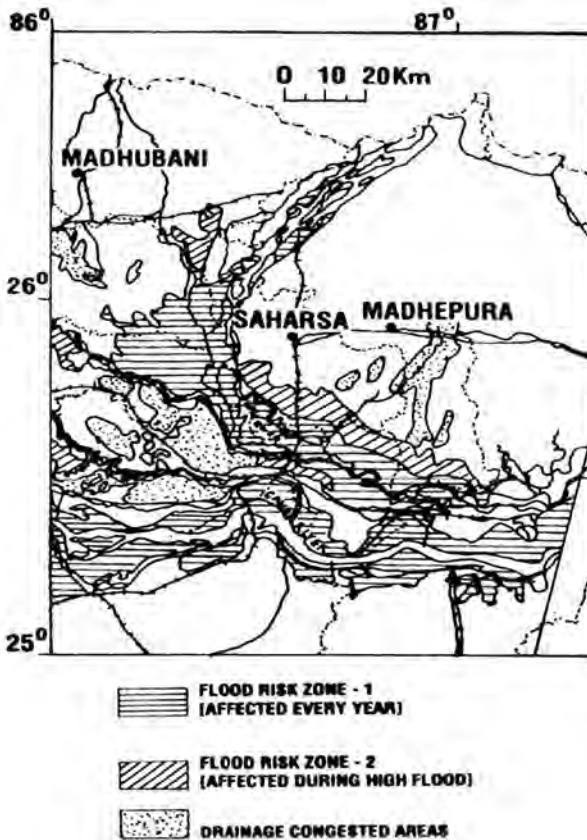 86° 87°
0 10 20Km
MADHUBANI
26°
SAHARSA MADHEPURA
25°
FLOOD RISK ZONE - 1
[AFFECTED EVERY YEAR]
FLOOD RISK ZONE - 2
(AFFECTED DURING HIGH FLOOD]
DRAINAGE CONGESTED AREAS